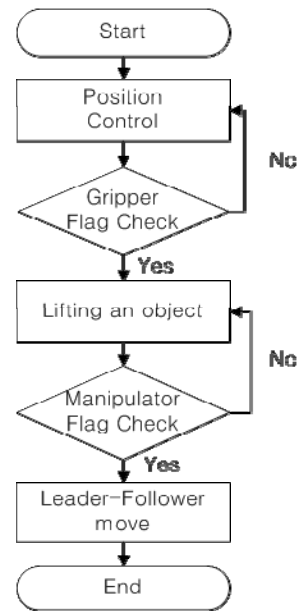 Start
Position
Control
No
Gripper
Flag Check
Yes
Lifting an object
No
Manipulator
Flag Check
Yes
Leader-Follower
move
End